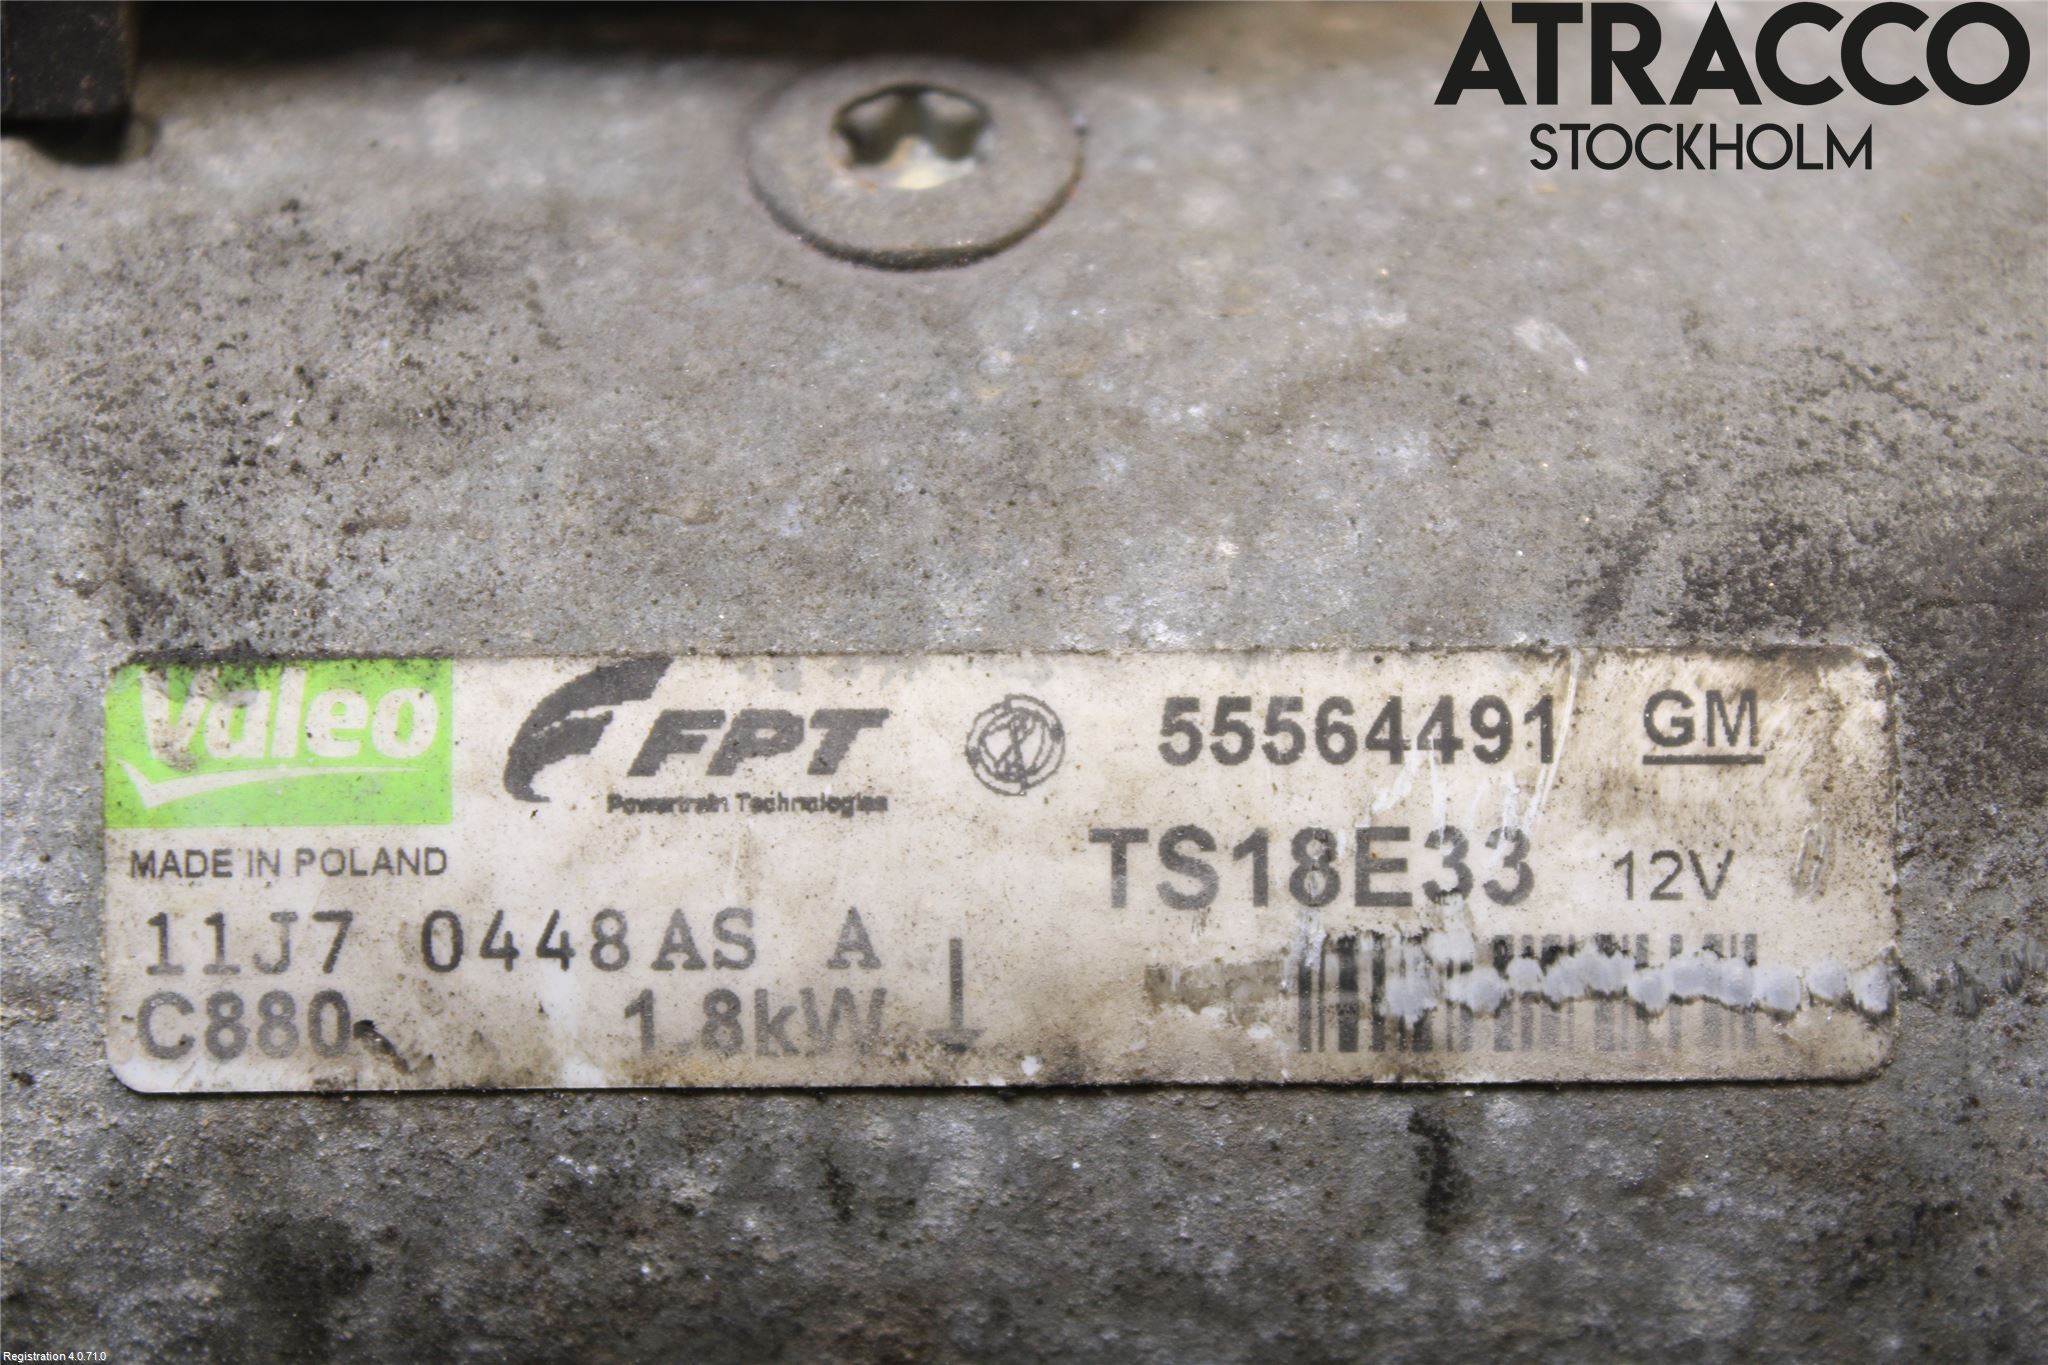 ATRACCO
STOCKHOLM
Valeo
FPT
Powertrain Technologies
55564491 GM
MADE IN POLAND
TS18E33 12V
11J7 0448AS A
C880 1.8kW
Registration 4.0.71.0